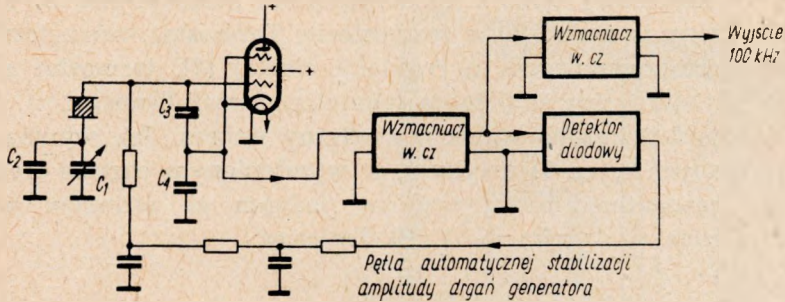 +
Wzmacniacz
w. cz
Wyjście
100 kHz
+
C3
Wzmacniacz
w. cz
Detektor
diodowy
C2
C1
C4
Pętla automatycznej stabilizacji
amplitudy drgań generatora